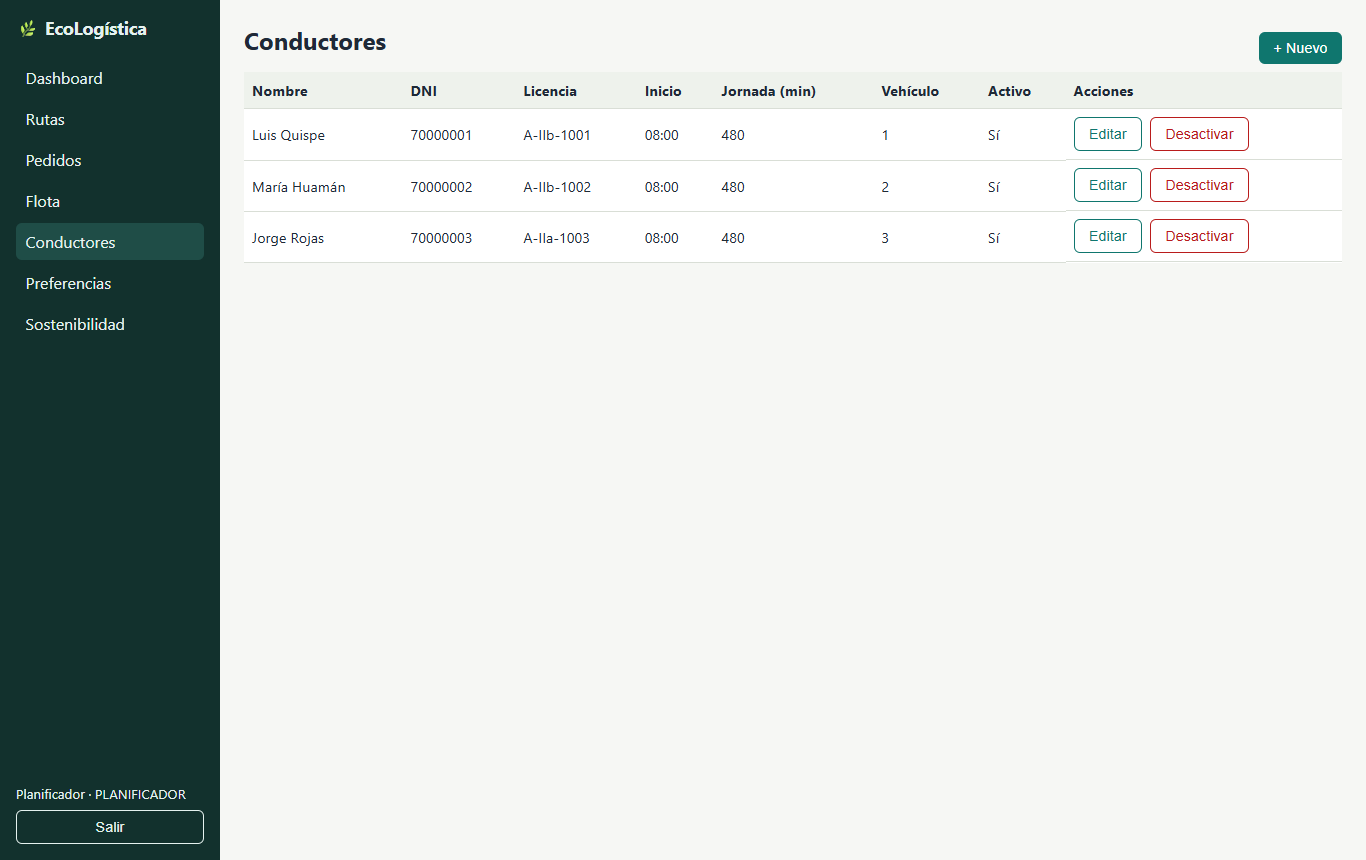 EcoLogística
Dashboard
Rutas
Pedidos
Flota
Conductores
Preferencias
Sostenibilidad
Planificador · PLANIFICADOR
Salir
Conductores
+ Nuevo
Nombre DNI Licencia Inicio Jornada (min) Vehículo Activo Acciones
Luis Quispe 70000001 A-IIb-1001 08:00 480 1 Sí Editar Desactivar
María Huamán 70000002 A-IIb-1002 08:00 480 2 Sí Editar Desactivar
Jorge Rojas 70000003 A-IIa-1003 08:00 480 3 Sí Editar Desactivar